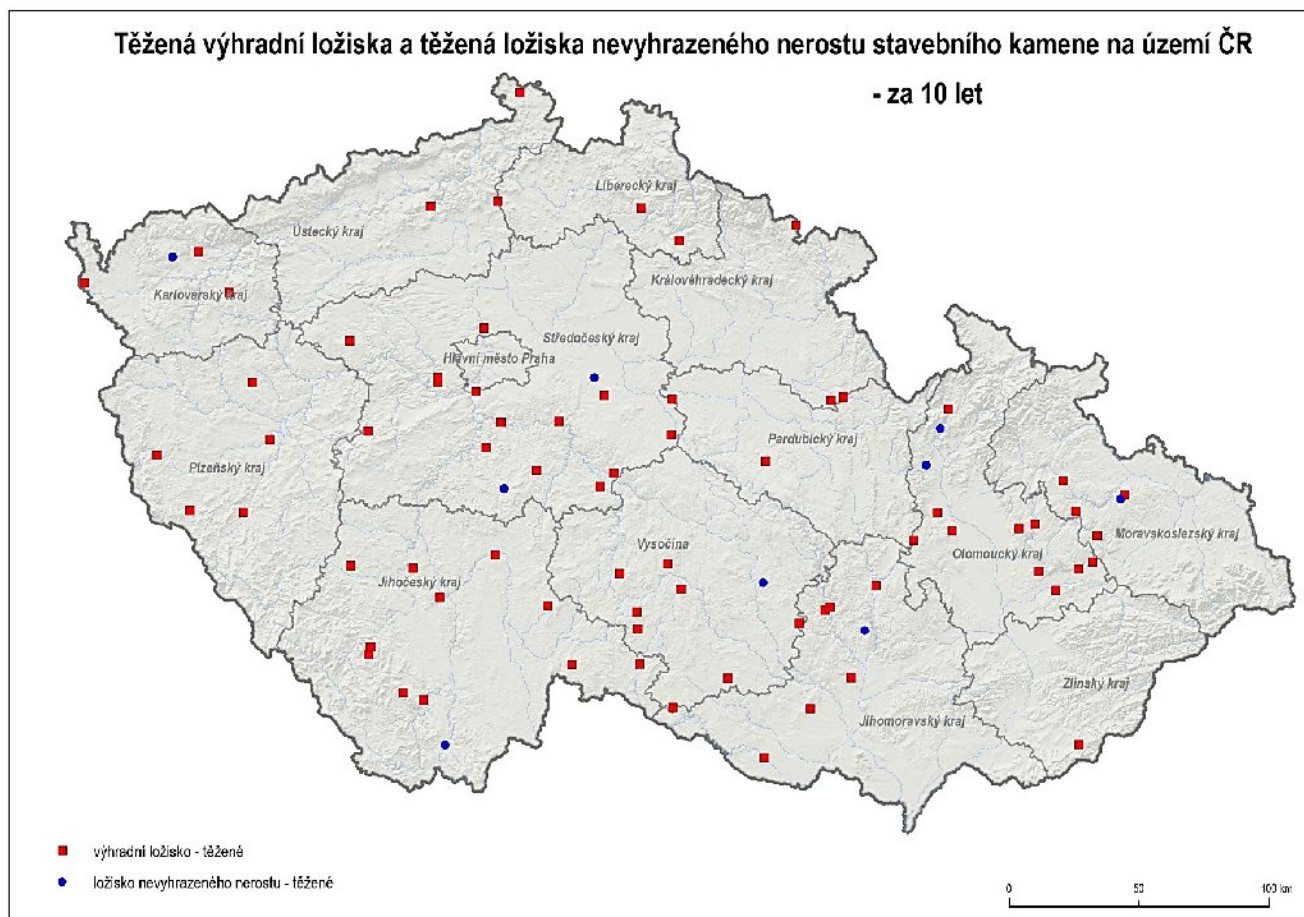 Těžená výhradní ložiska a těžená ložiska nevyhrazeného nerostu stavebního kamene na území ČR
- za 10 let
Liberecký kraj
Ústecký kraj
Karlovarský kraj
Královéhradecký kraj
Středočeský kraj
Hlavní město Praha
Pardubický kraj
Plzeňský kraj
Moravskoslezský kraj
Vysočina
Olomoucký kraj
Jihočeský kraj
Zlínský kraj
Jihomoravský kraj
výhradní ložisko - těžené
ložisko nevyhrazeného nerostu - těžené
0 50 100 km